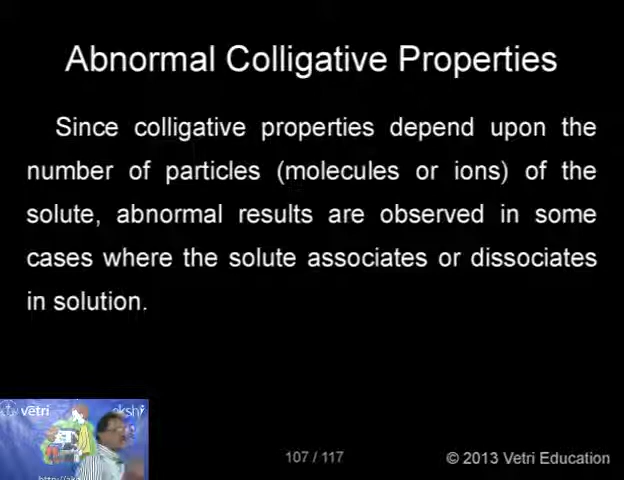 Abnormal Colligative Properties
Since colligative properties depend upon the
number of particles (molecules or ions) of the
solute, abnormal results are observed in some
cases where the solute associates or dissociates
in solution.
vetri
akshi
107 / 117
© 2013 Vetri Education